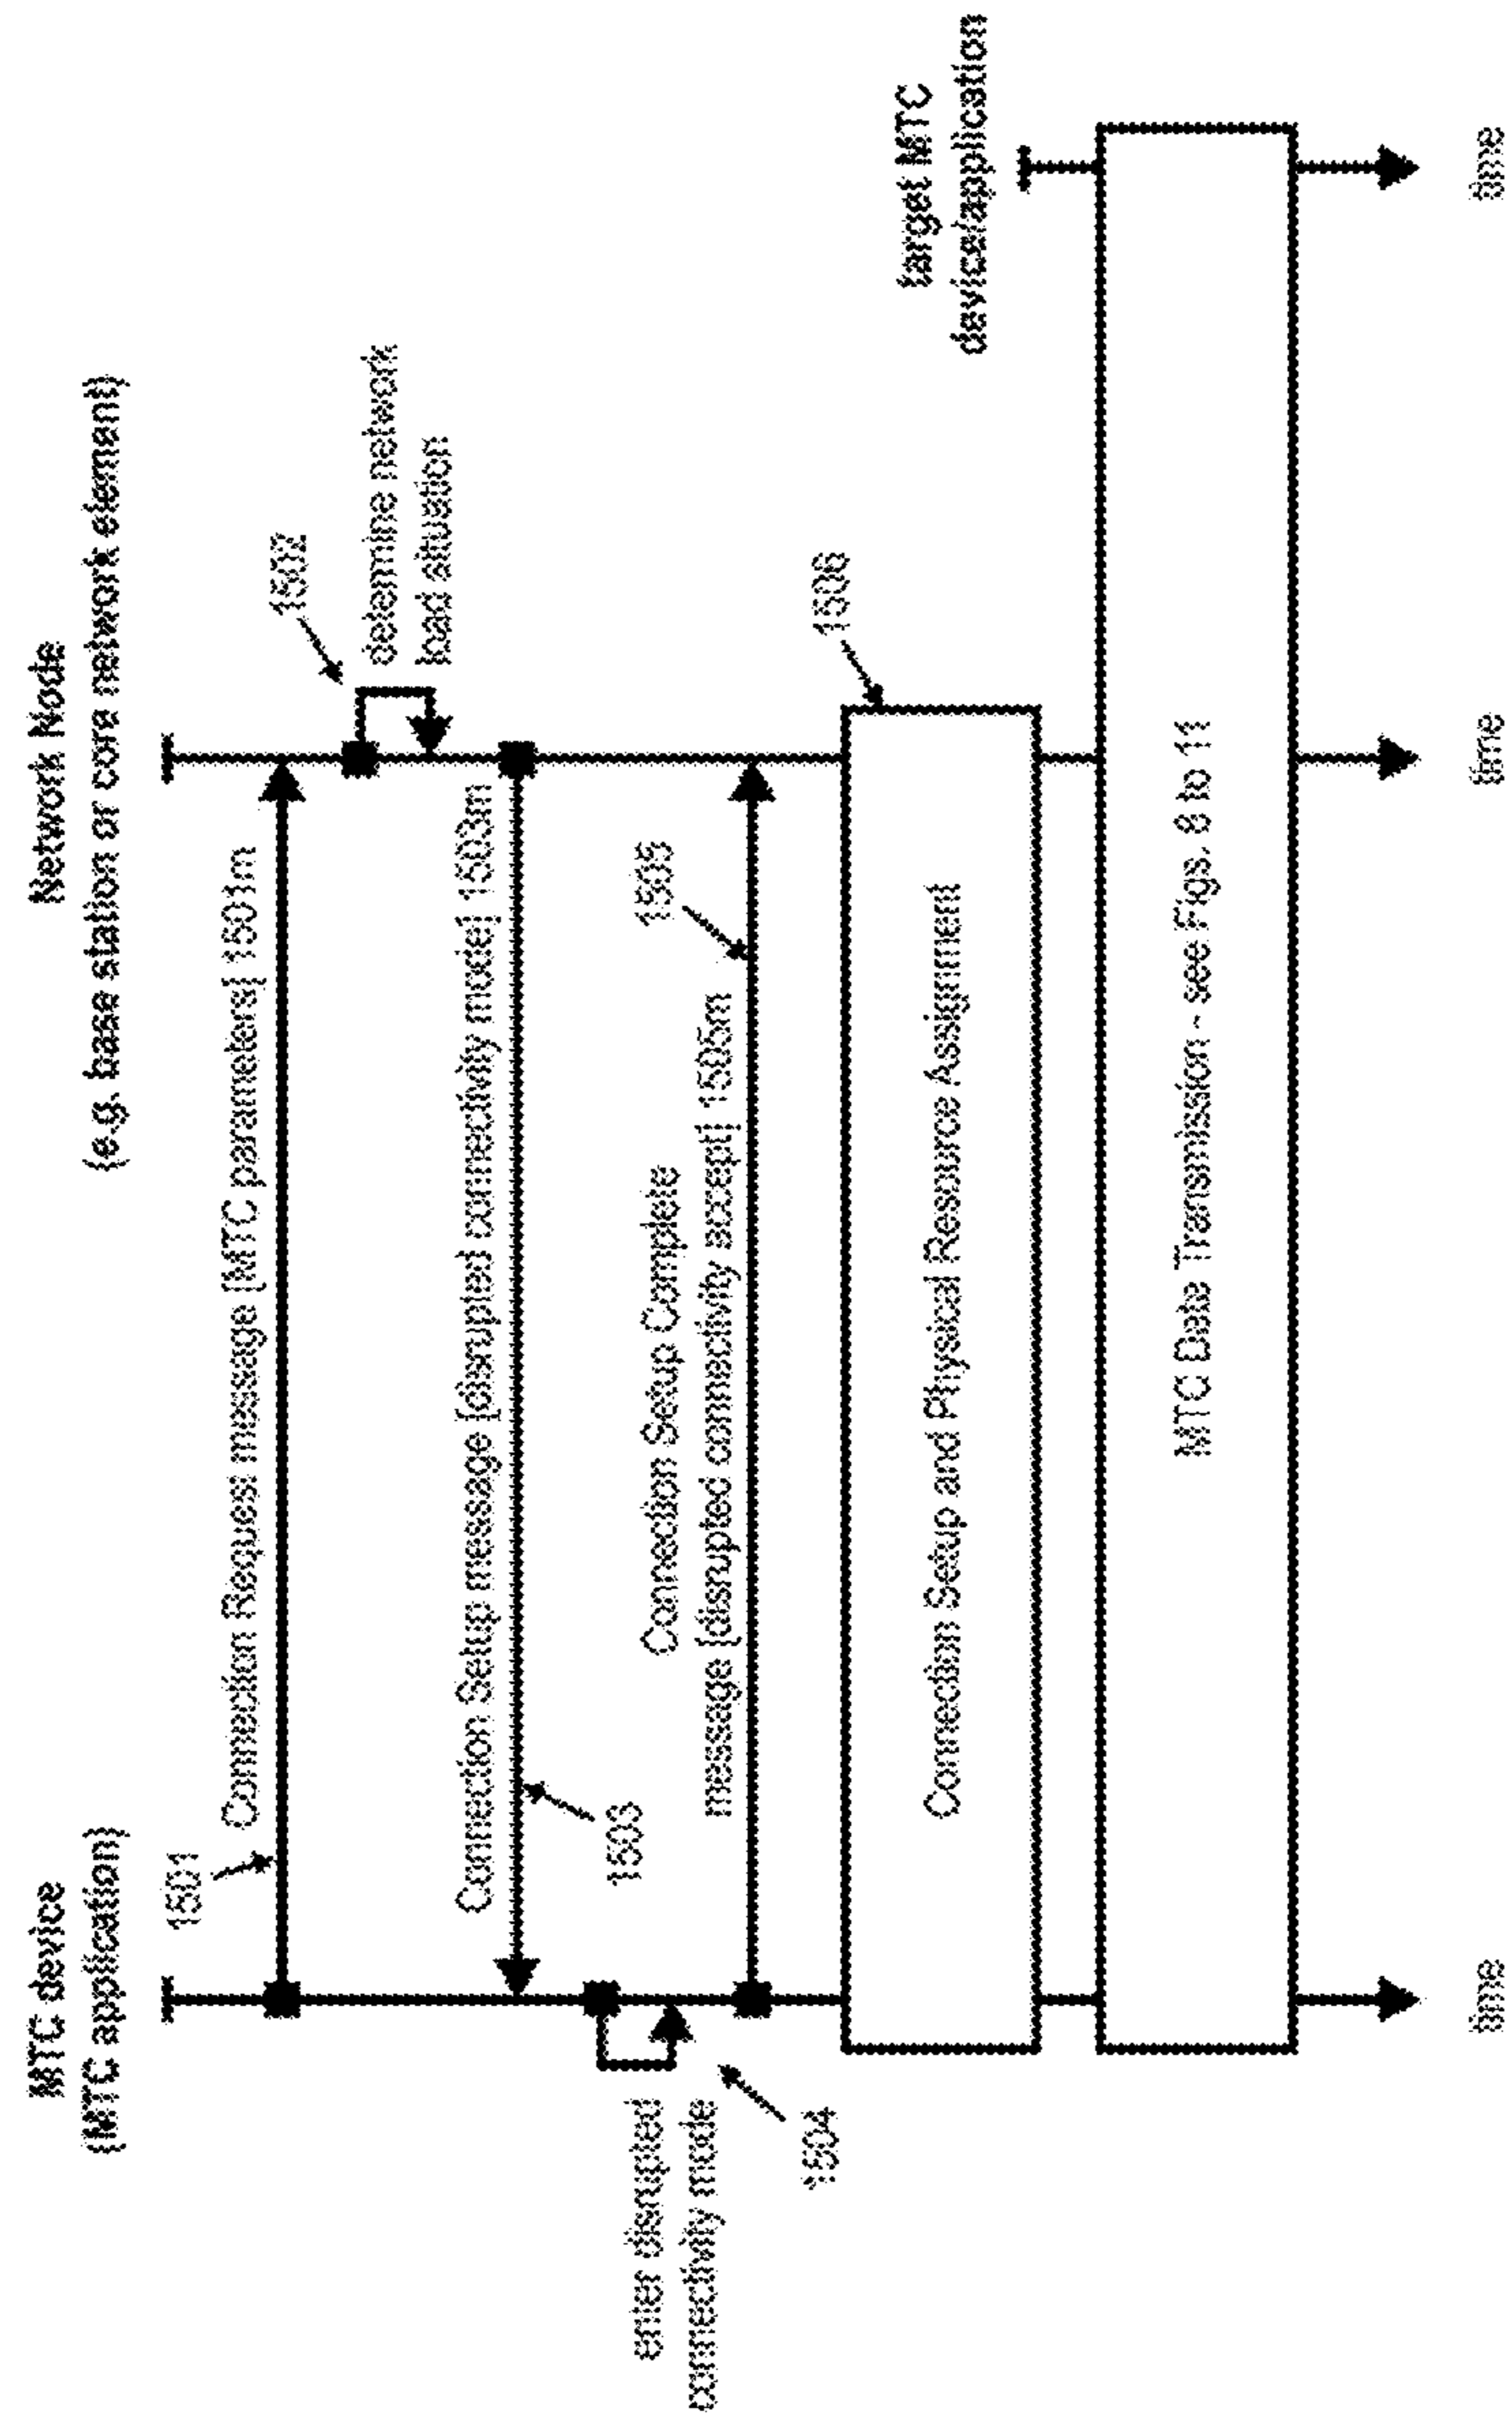 MTC device
(MTC application)
Network Node
(e.g. base station or core network element)
1501
Connection Request message [MTC parameters] 1501m
1502
determine network
load situation
Connection Setup message [disrupted connectivity mode] 1503m
1503
enter disrupted
connectivity mode
1504
Connection Setup Complete
message [disrupted connectivity accept] 1505m
1505
1506
Connection Setup and Physical Resource Assignment
target MTC
device/application
MTC Data Transmission - see Figs. 8 to 11
time
time
time